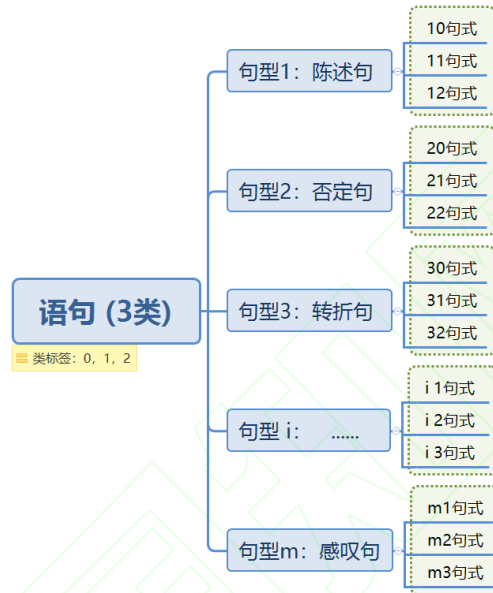 10句式
句型1：陈述句
11句式
12句式
20句式
句型2：否定句
21句式
22句式
语句 (3类)
类标签：0，1，2
30句式
句型3：转折句
31句式
32句式
i 1句式
句型 i： ......
i 2句式
i 3句式
m1句式
句型m：感叹句
m2句式
m3句式